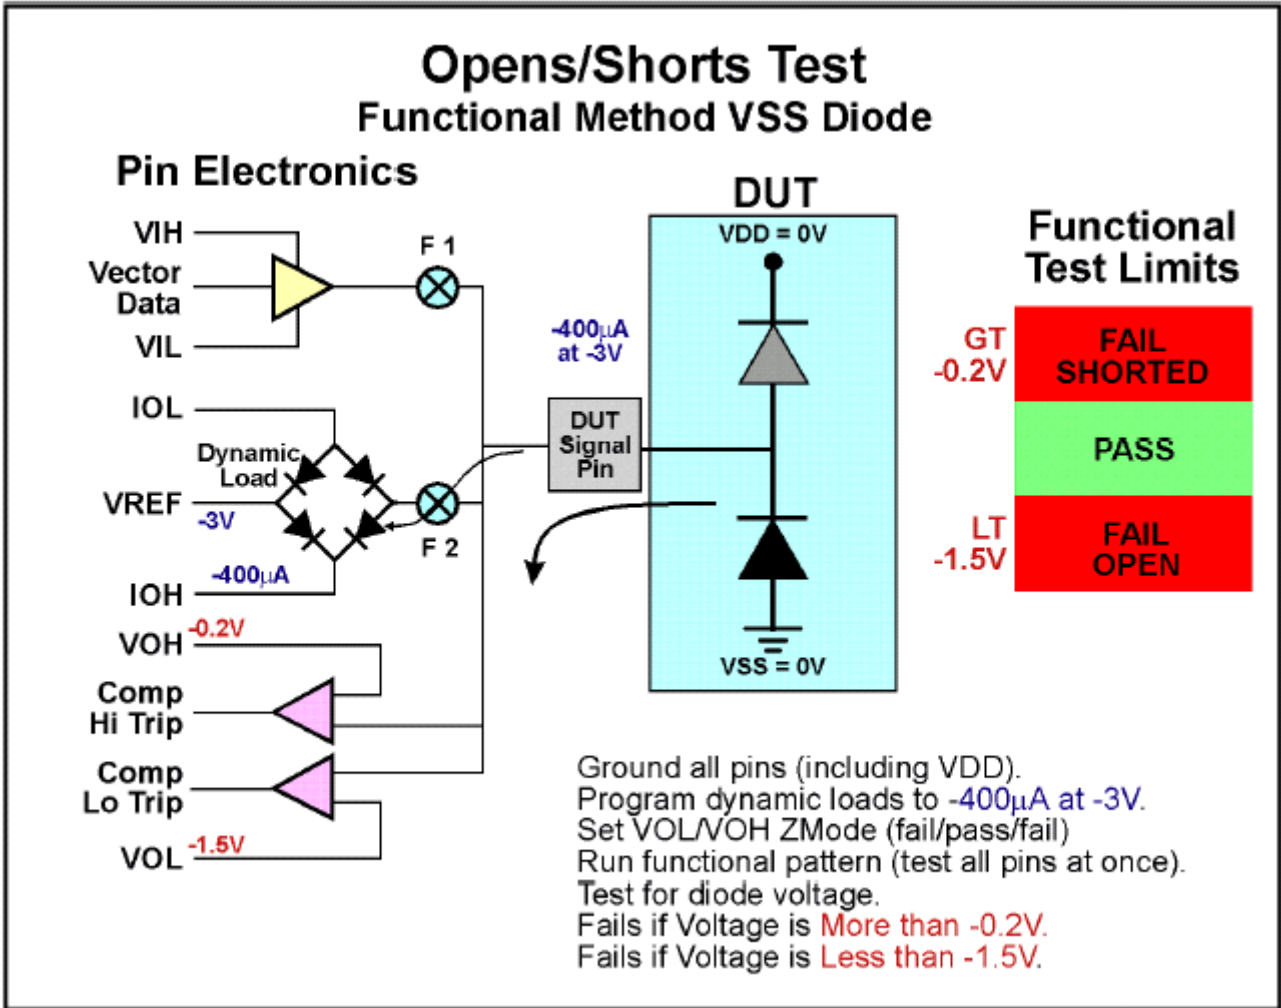 Opens/Shorts Test
Functional Method VSS Diode
Pin Electronics
VIH
Vector
Data
VIL
F 1
IOL
Dynamic
Load
VREF
-3V
F 2
-400μA
IOH
-0.2V
VOH
Comp
Hi Trip
Comp
Lo Trip
-1.5V
VOL
-400μA
at -3V
DUT
Signal
Pin
DUT
VDD = 0V
VSS = 0V
Functional
Test Limits
GT
-0.2V
FAIL
SHORTED
PASS
LT
-1.5V
FAIL
OPEN
Ground all pins (including VDD).
Program dynamic loads to -400μA at -3V.
Set VOL/VOH ZMode (fail/pass/fail)
Run functional pattern (test all pins at once).
Test for diode voltage.
Fails if Voltage is More than -0.2V.
Fails if Voltage is Less than -1.5V.